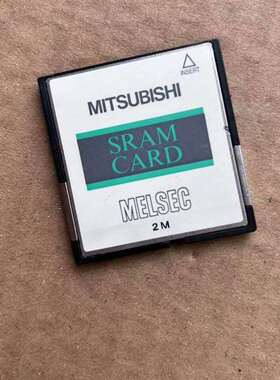 INSERT
MITSUBISHI
SRAM
CARD
MELSEC
2M